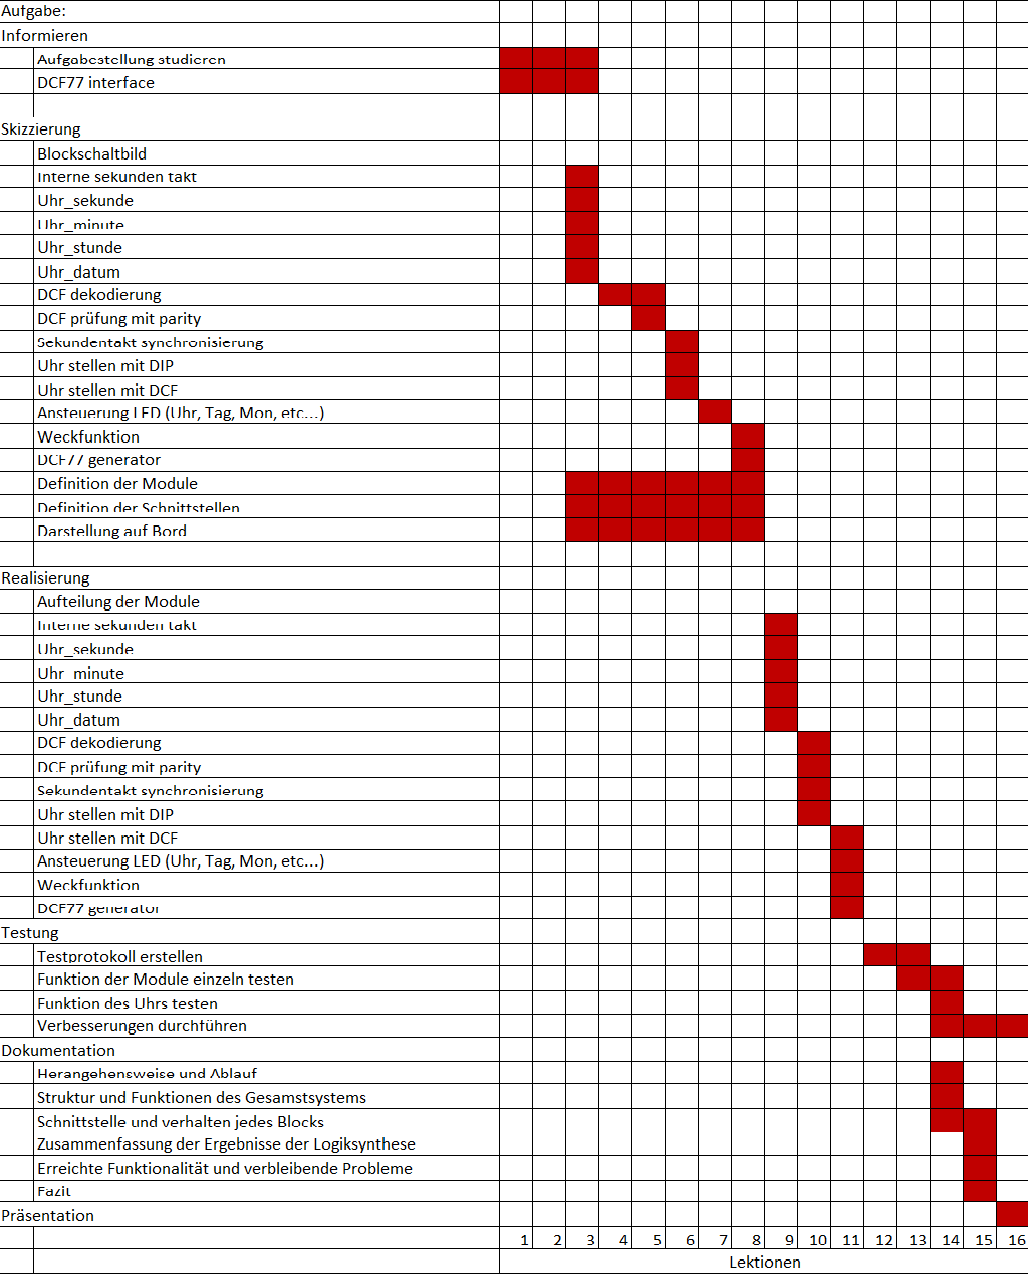 Aufgabe:
Informieren
Aufgabestellung studieren
DCF77 interface
Skizzierung
Blockschaltbild
Interne sekunden takt
Uhr_sekunde
Uhr_minute
Uhr_stunde
Uhr_datum
DCF dekodierung
DCF prüfung mit parity
Sekundentakt synchronisierung
Uhr stellen mit DIP
Uhr stellen mit DCF
Ansteuerung LED (Uhr, Tag, Mon, etc...)
Weckfunktion
DCF77 generator
Definition der Module
Definition der Schnittstellen
Darstellung auf Bord
Realisierung
Aufteilung der Module
Interne sekunden takt
Uhr_sekunde
Uhr_minute
Uhr_stunde
Uhr_datum
DCF dekodierung
DCF prüfung mit parity
Sekundentakt synchronisierung
Uhr stellen mit DIP
Uhr stellen mit DCF
Ansteuerung LED (Uhr, Tag, Mon, etc...)
Weckfunktion
DCF77 generator
Testung
Testprotokoll erstellen
Funktion der Module einzeln testen
Funktion des Uhrs testen
Verbesserungen durchführen
Dokumentation
Herangehensweise und Ablauf
Struktur und Funktionen des Gesamstsystems
Schnittstelle und verhalten jedes Blocks
Zusammenfassung der Ergebnisse der Logiksynthese
Erreichte Funktionalität und verbleibende Probleme
Fazit
Präsentation
1 2 3 4 5 6 7 8 9 10 11 12 13 14 15 16
Lektionen